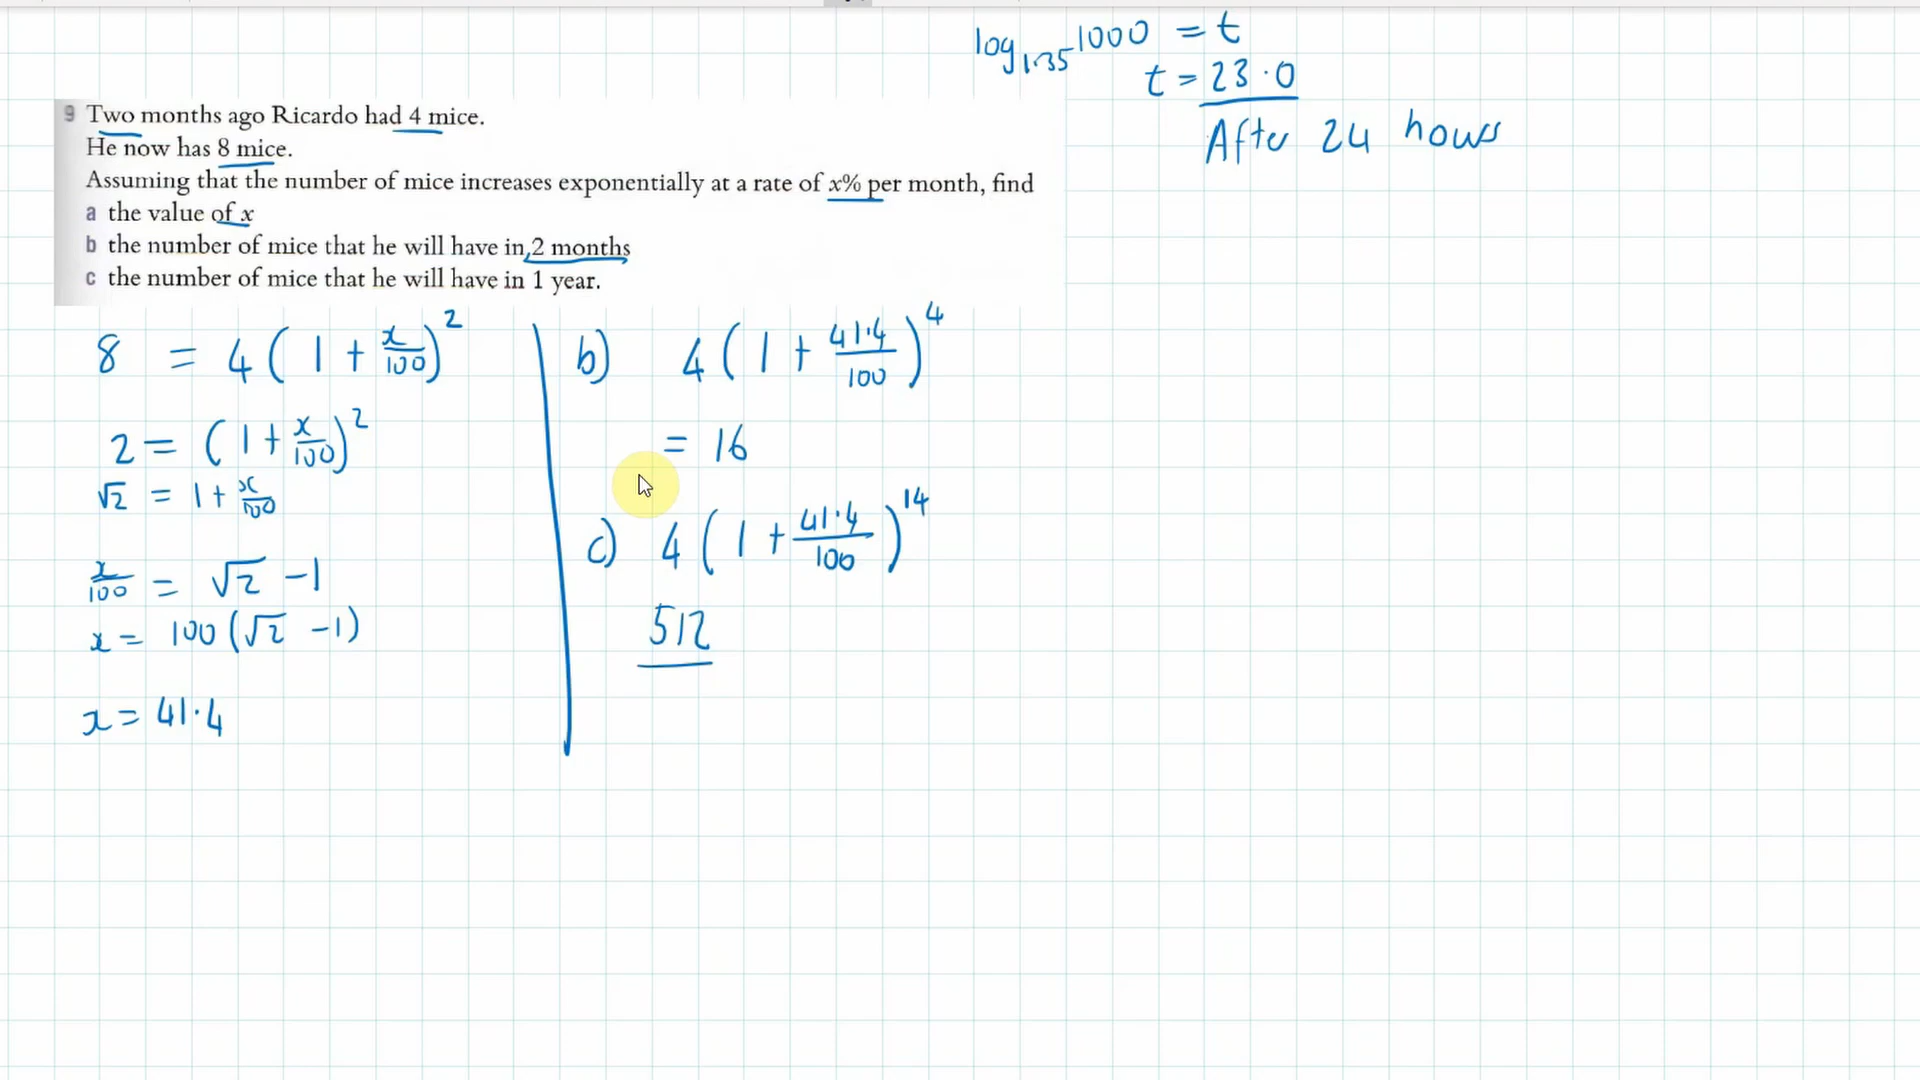 log₁.₃₅ 1000 = t
t = 23.0
After 24 hours
9 Two months ago Ricardo had 4 mice.
He now has 8 mice.
Assuming that the number of mice increases exponentially at a rate of x% per month, find
a the value of x
b the number of mice that he will have in 2 months
c the number of mice that he will have in 1 year.
8 = 4(1 + x/100)²
2 = (1 + x/100)²
√2 = 1 + x/100
x/100 = √2 - 1
x = 100(√2 - 1)
x = 41.4
b) 4(1 + 41.4/100)⁴
= 16
c) 4(1 + 41.4/100)¹⁴
512